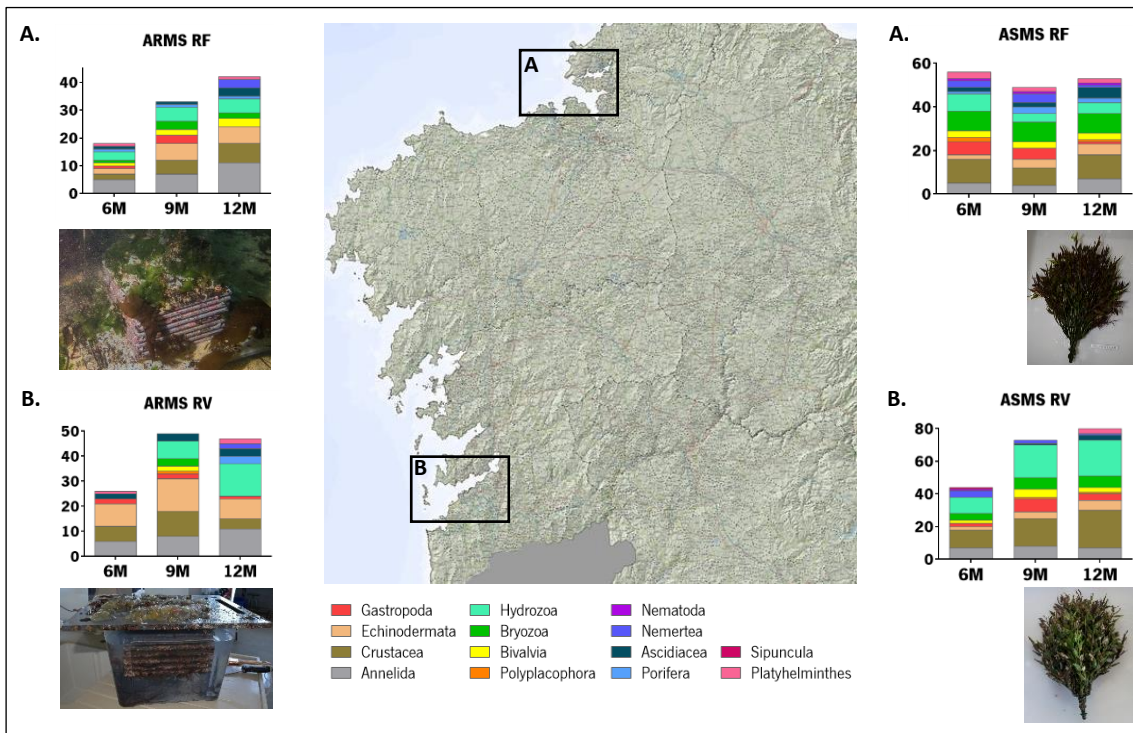 A.
ARMS RF
40
30
20
10
0
6M 9M 12M
B.
ARMS RV
50
40
30
20
10
0
6M 9M 12M
A
B
Gastropoda
Echinodermata
Crustacea
Annelida
Hydrozoa
Bryozoa
Bivalvia
Polyplacophora
Nematoda
Nemertea
Ascidiacea
Porifera
Sipuncula
Platyhelminthes
A.
ASMS RF
60
40
20
0
6M 9M 12M
B.
ASMS RV
80
60
40
20
0
6M 9M 12M